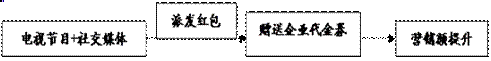 电视节目+社交媒体
派发红包
赠送企业代金券
营销额提升